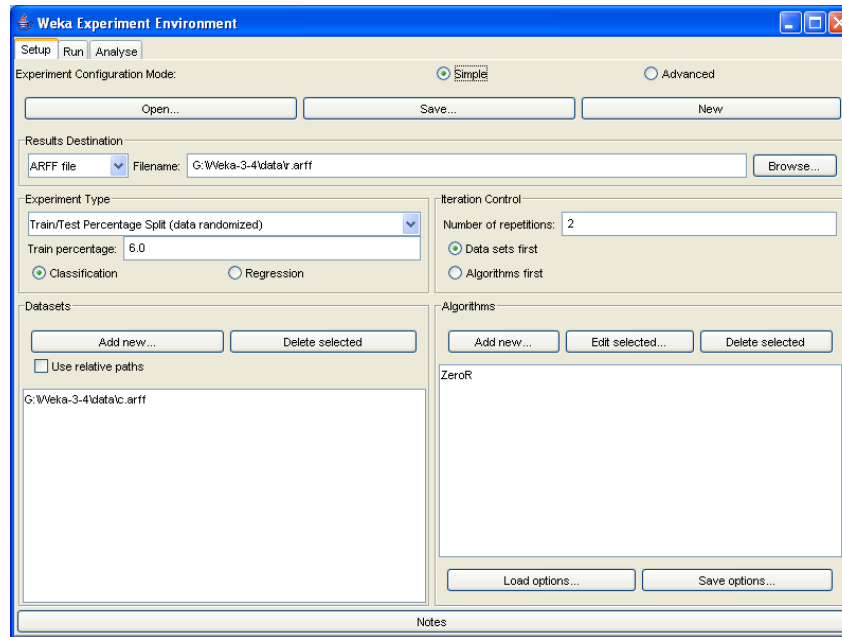 Weka Experiment Environment
Setup Run Analyse
Experiment Configuration Mode: Simple Advanced
Open... Save... New
Results Destination
ARFF file Filename: G:\Weka-3-4\data\r.arff Browse...
Experiment Type
Train/Test Percentage Split (data randomized)
Train percentage: 6.0
Classification Regression
Iteration Control
Number of repetitions: 2
Data sets first
Algorithms first
Datasets
Add new... Delete selected
Use relative paths
G:\Weka-3-4\data\c.arff
Algorithms
Add new... Edit selected... Delete selected
ZeroR
Load options... Save options...
Notes